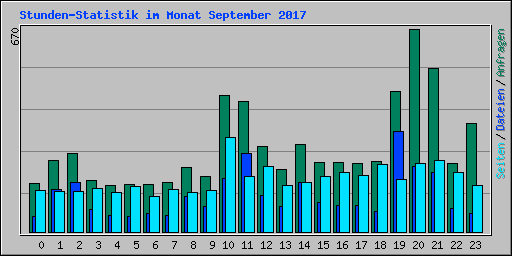 Stunden-Statistik im Monat September 2017
670
Seiten / Dateien / Anfragen
0 1 2 3 4 5 6 7 8 9 10 11 12 13 14 15 16 17 18 19 20 21 22 23